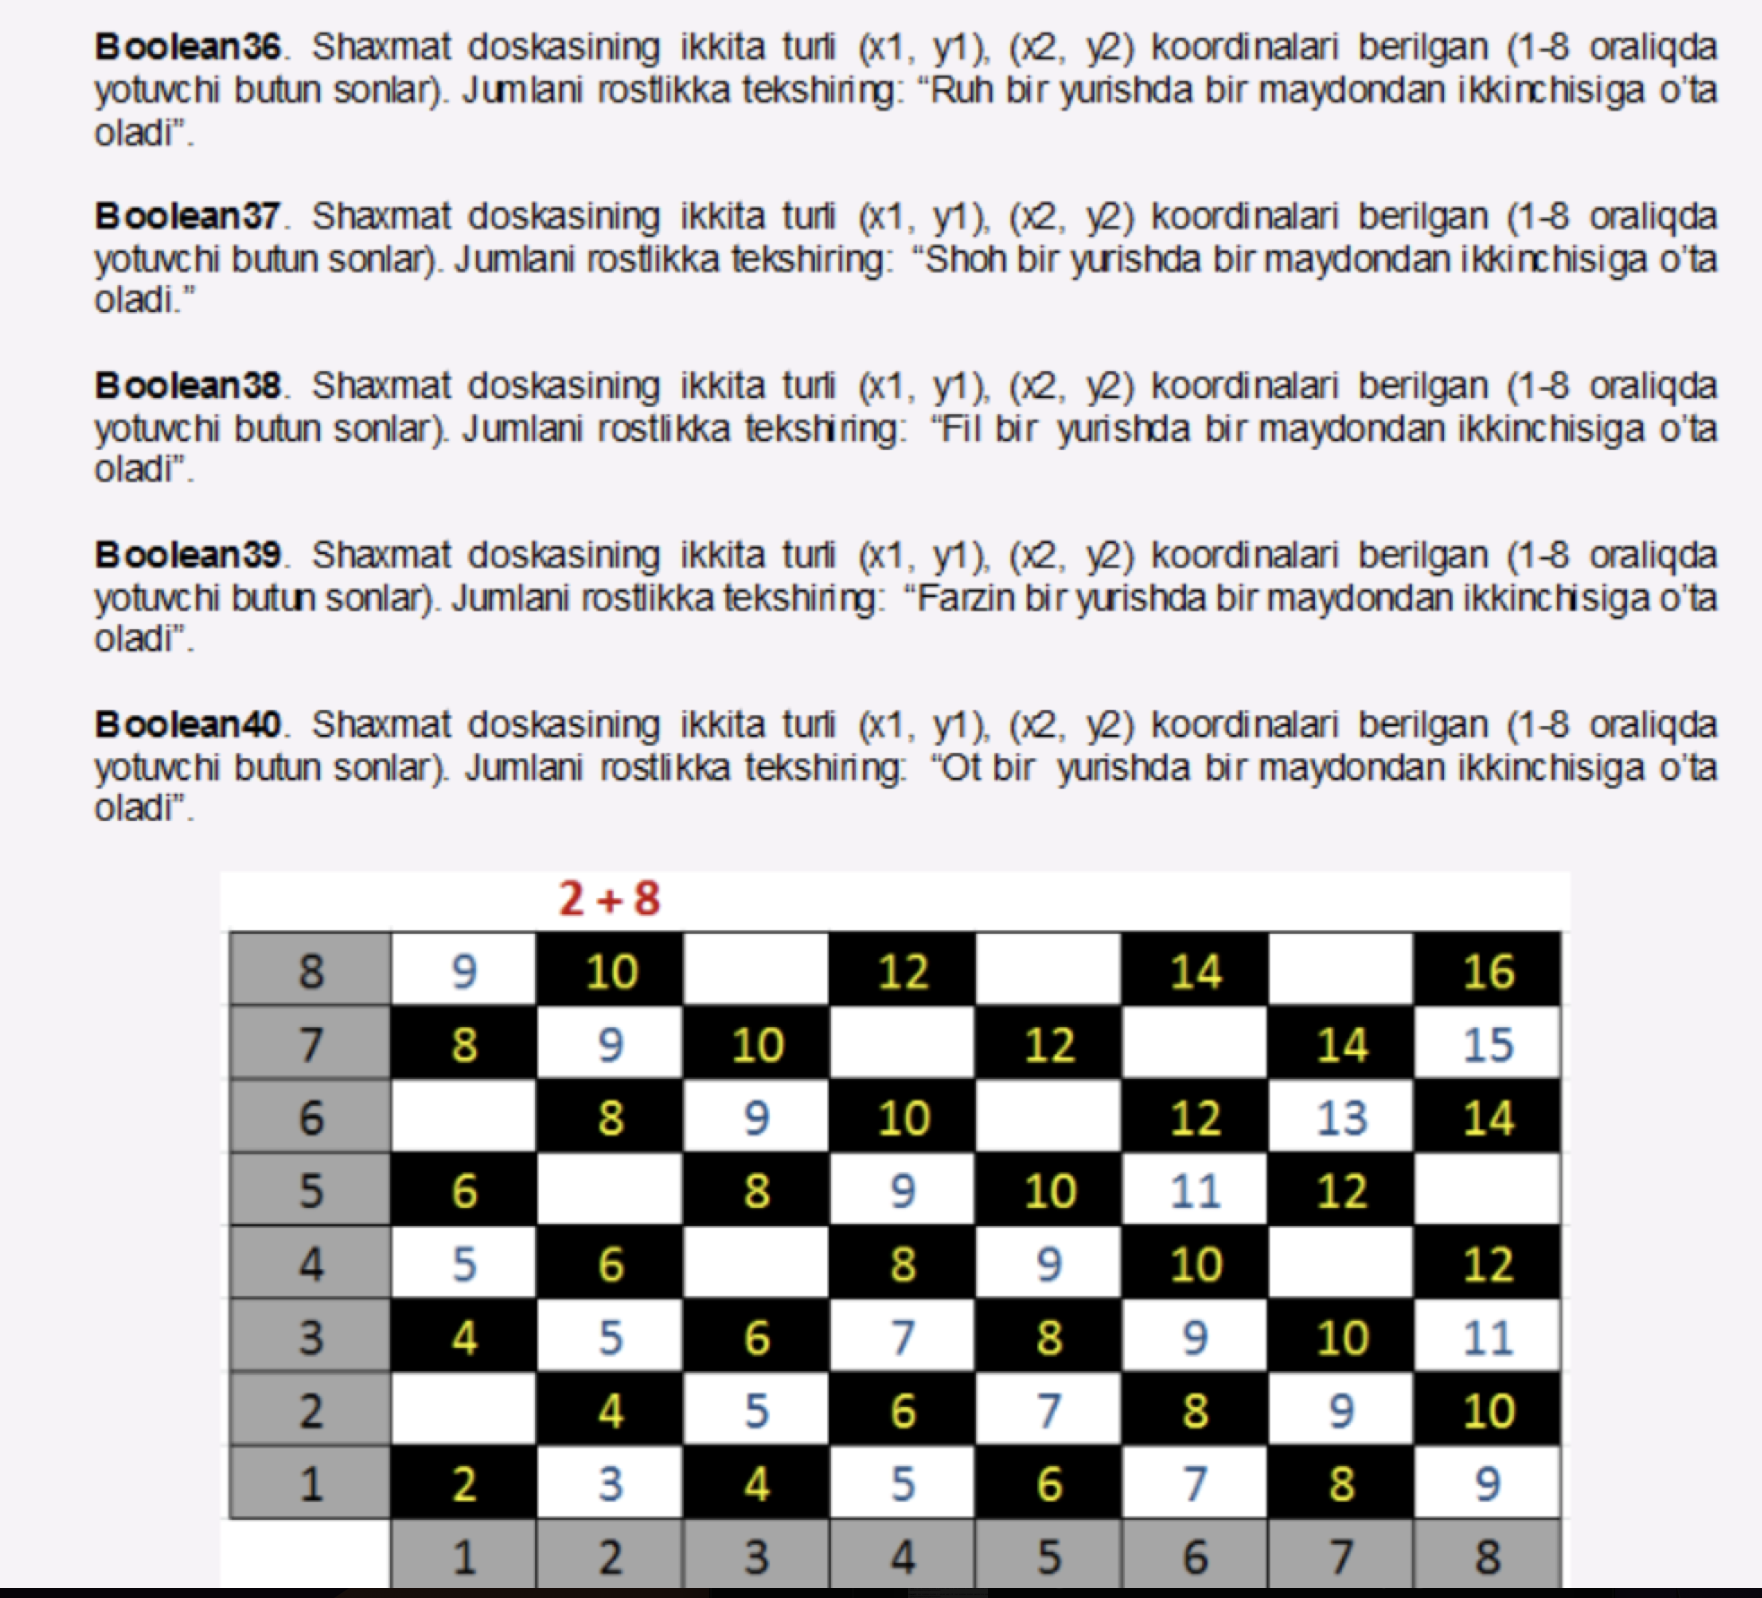 Boolean36. Shaxmat doskasining ikkita turli (x1, y1), (x2, y2) koordinalari berilgan (1-8 oraliqda
yotuvchi butun sonlar). Jumlani rostlikka tekshiring: “Ruh bir yurishda bir maydondan ikkinchisiga o’ta
oladi”.
Boolean37. Shaxmat doskasining ikkita turli (x1, y1), (x2, y2) koordinalari berilgan (1-8 oraliqda
yotuvchi butun sonlar). Jumlani rostlikka tekshiring: “Shoh bir yurishda bir maydondan ikkinchisiga o’ta
oladi.”
Boolean38. Shaxmat doskasining ikkita turli (x1, y1), (x2, y2) koordinalari berilgan (1-8 oraliqda
yotuvchi butun sonlar). Jumlani rostlikka tekshiring: “Fil bir yurishda bir maydondan ikkinchisiga o’ta
oladi”.
Boolean39. Shaxmat doskasining ikkita turli (x1, y1), (x2, y2) koordinalari berilgan (1-8 oraliqda
yotuvchi butun sonlar). Jumlani rostlikka tekshiring: “Farzin bir yurishda bir maydondan ikkinchisiga o’ta
oladi”.
Boolean40. Shaxmat doskasining ikkita turli (x1, y1), (x2, y2) koordinalari berilgan (1-8 oraliqda
yotuvchi butun sonlar). Jumlani rostlikka tekshiring: “Ot bir yurishda bir maydondan ikkinchisiga o’ta
oladi”.
2 + 8
8 9 10 12 14 16
7 8 9 10 12 14 15
6 8 9 10 12 13 14
5 6 8 9 10 11 12
4 5 6 8 9 10 12
3 4 5 6 7 8 9 10 11
2 4 5 6 7 8 9 10
1 2 3 4 5 6 7 8 9
1 2 3 4 5 6 7 8